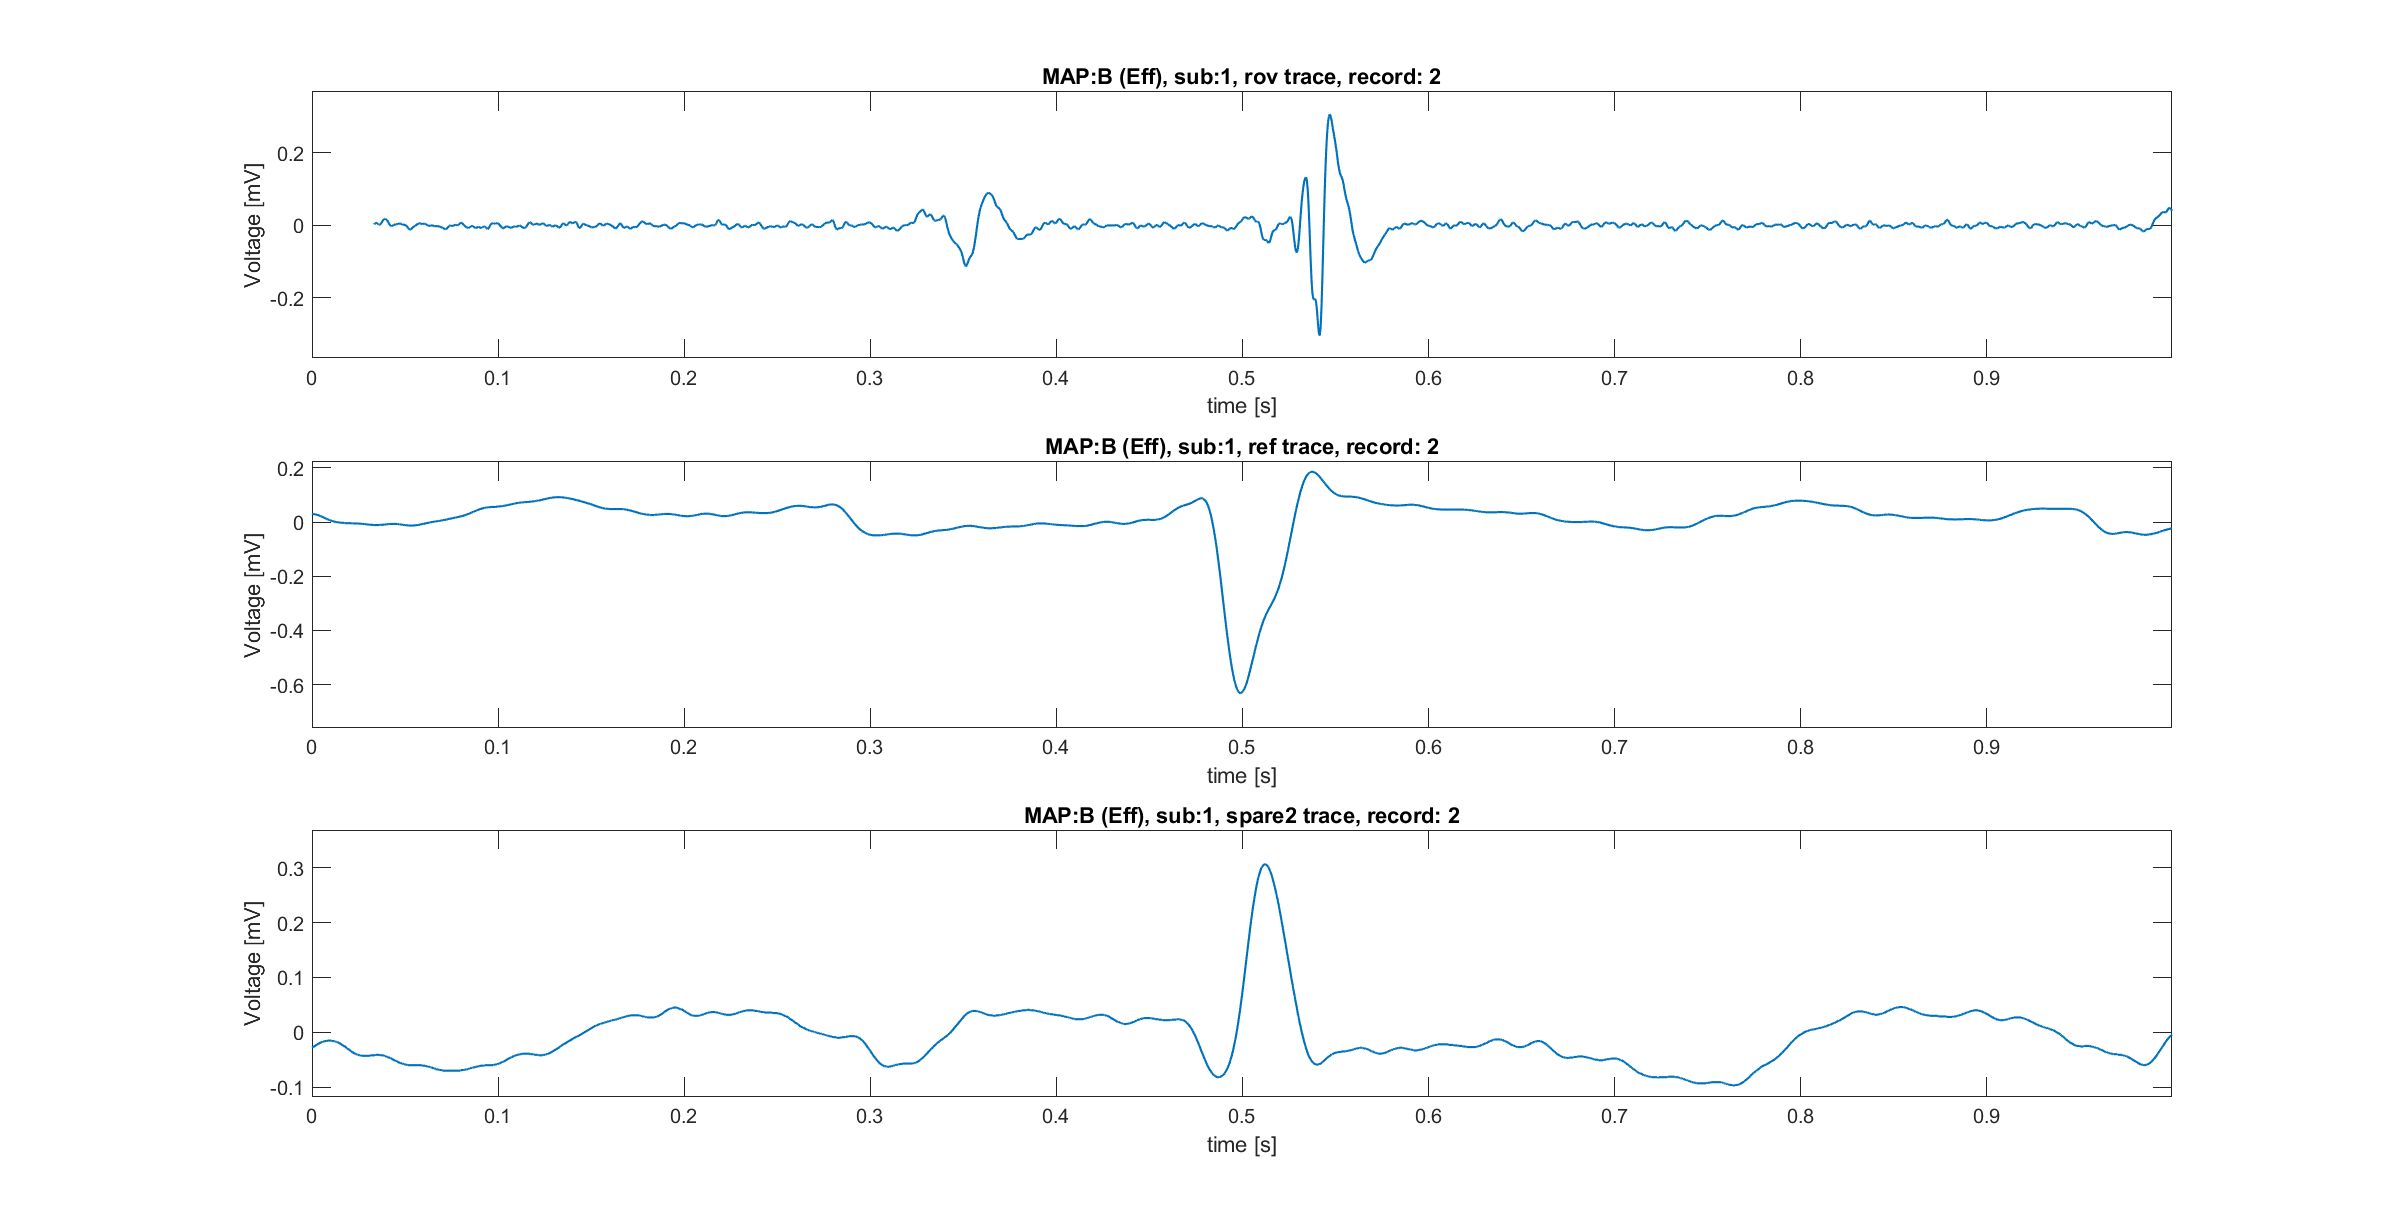 MAP:B (Eff), sub:1, rov trace, record: 2
Voltage [mV]
0.2
0
-0.2
0 0.1 0.2 0.3 0.4 0.5 0.6 0.7 0.8 0.9
time [s]
MAP:B (Eff), sub:1, ref trace, record: 2
Voltage [mV]
0.2
0
-0.2
-0.4
-0.6
0 0.1 0.2 0.3 0.4 0.5 0.6 0.7 0.8 0.9
time [s]
MAP:B (Eff), sub:1, spare2 trace, record: 2
Voltage [mV]
0.3
0.2
0.1
0
-0.1
0 0.1 0.2 0.3 0.4 0.5 0.6 0.7 0.8 0.9
time [s]